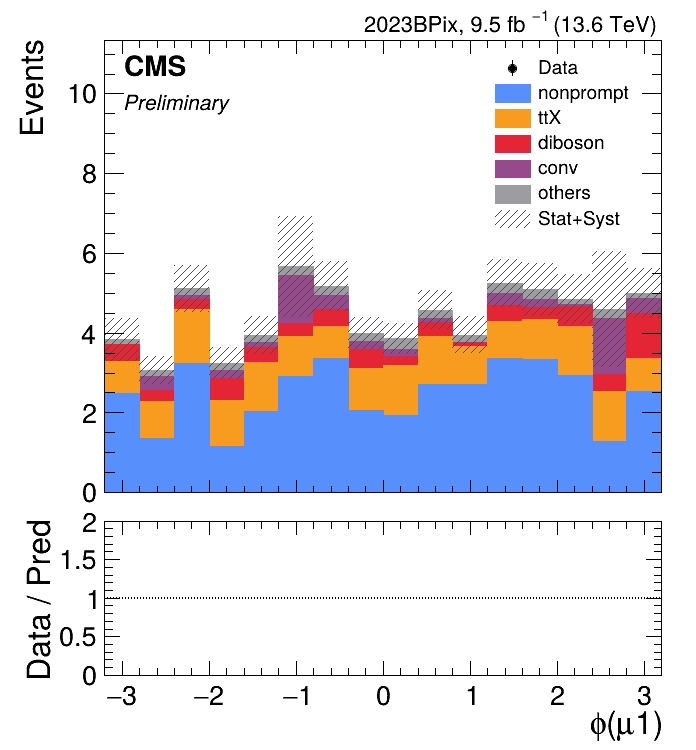 2023BPix, 9.5 fb⁻¹ (13.6 TeV)
CMS
Preliminary
Events
Data
nonprompt
ttX
diboson
conv
others
Stat+Syst
10
8
6
4
2
0
Data / Pred
2
1.5
1
0.5
0
−3 −2 −1 0 1 2 3
ϕ(μ1)